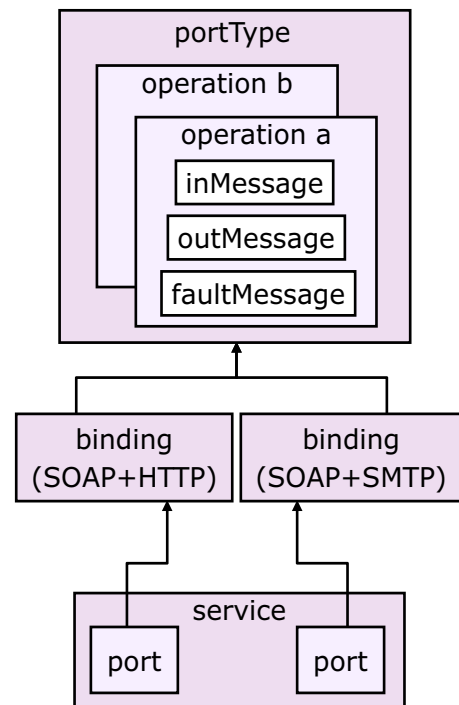 portType
operation b
operation a
inMessage
outMessage
faultMessage
binding
(SOAP+HTTP)
binding
(SOAP+SMTP)
service
port
port